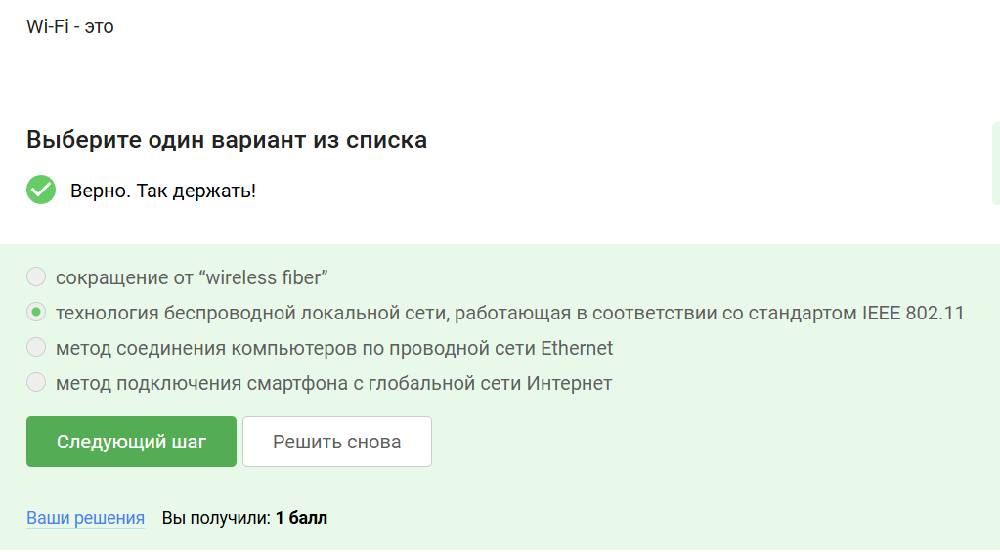 Wi-Fi - это
Выберите один вариант из списка
Верно. Так держать!
сокращение от “wireless fiber”
технология беспроводной локальной сети, работающая в соответствии со стандартом IEEE 802.11
метод соединения компьютеров по проводной сети Ethernet
метод подключения смартфона с глобальной сети Интернет
Следующий шаг
Решить снова
Ваши решения Вы получили: 1 балл